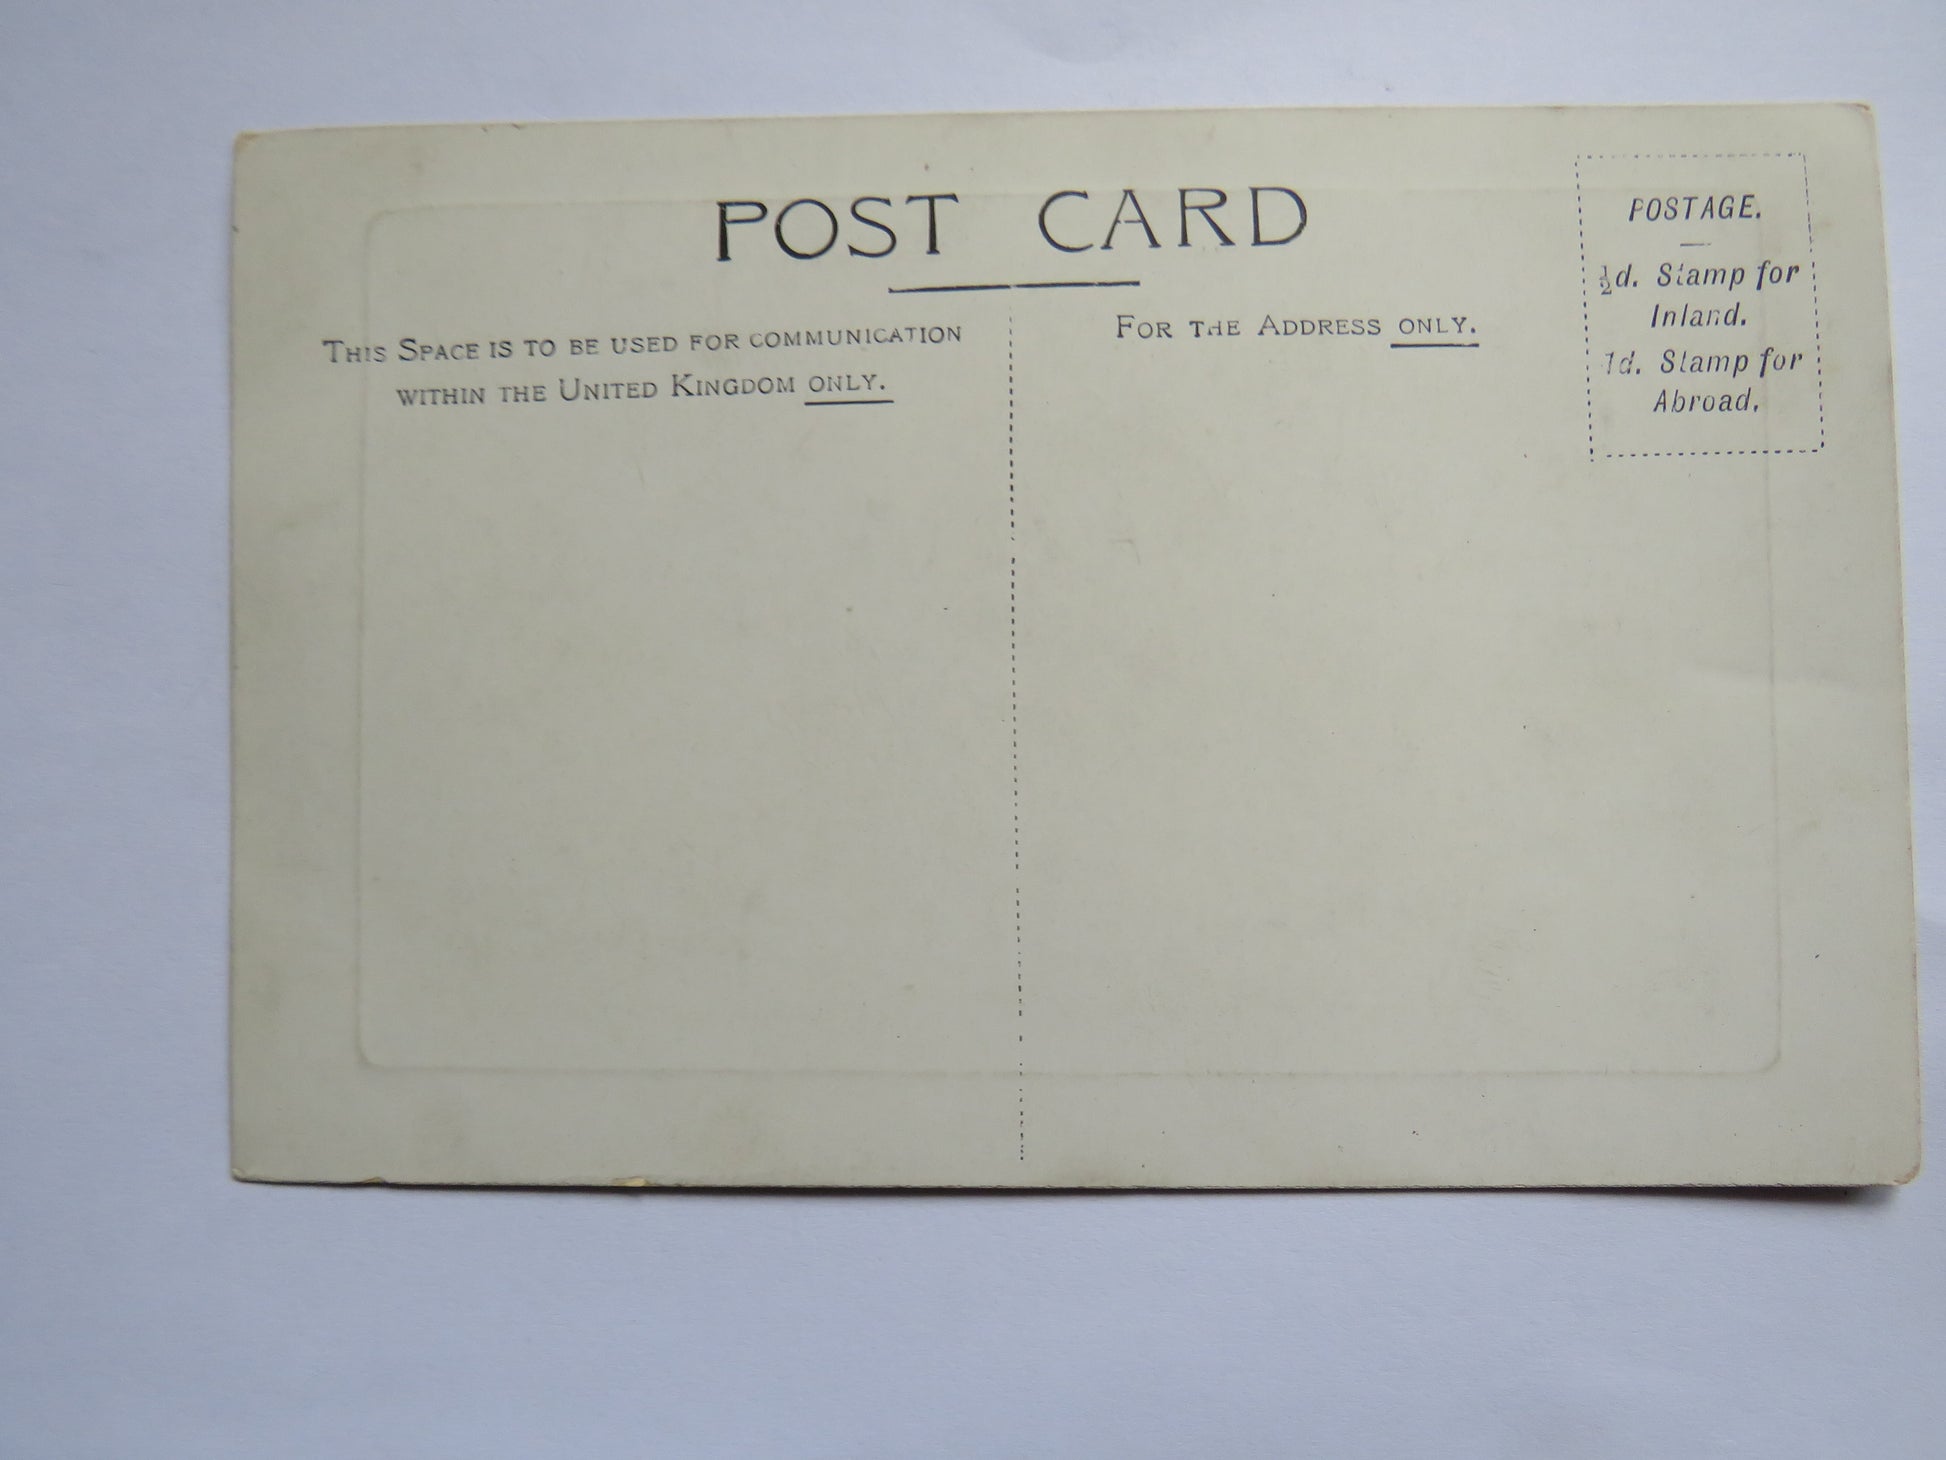 POST CARD
THIS SPACE IS TO BE USED FOR COMMUNICATION
WITHIN THE UNITED KINGDOM ONLY.
FOR THE ADDRESS ONLY.
POSTAGE.
½d. Stamp for
Inland.
1d. Stamp for
Abroad.